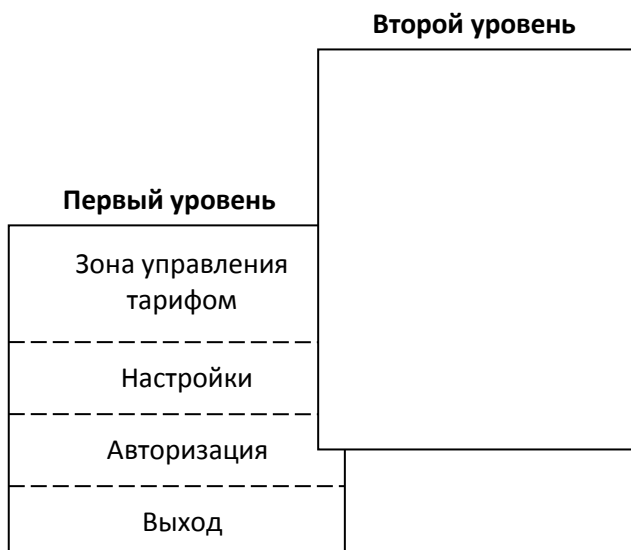 Второй уровень
Первый уровень
Зона управления
тарифом
Настройки
Авторизация
Выход